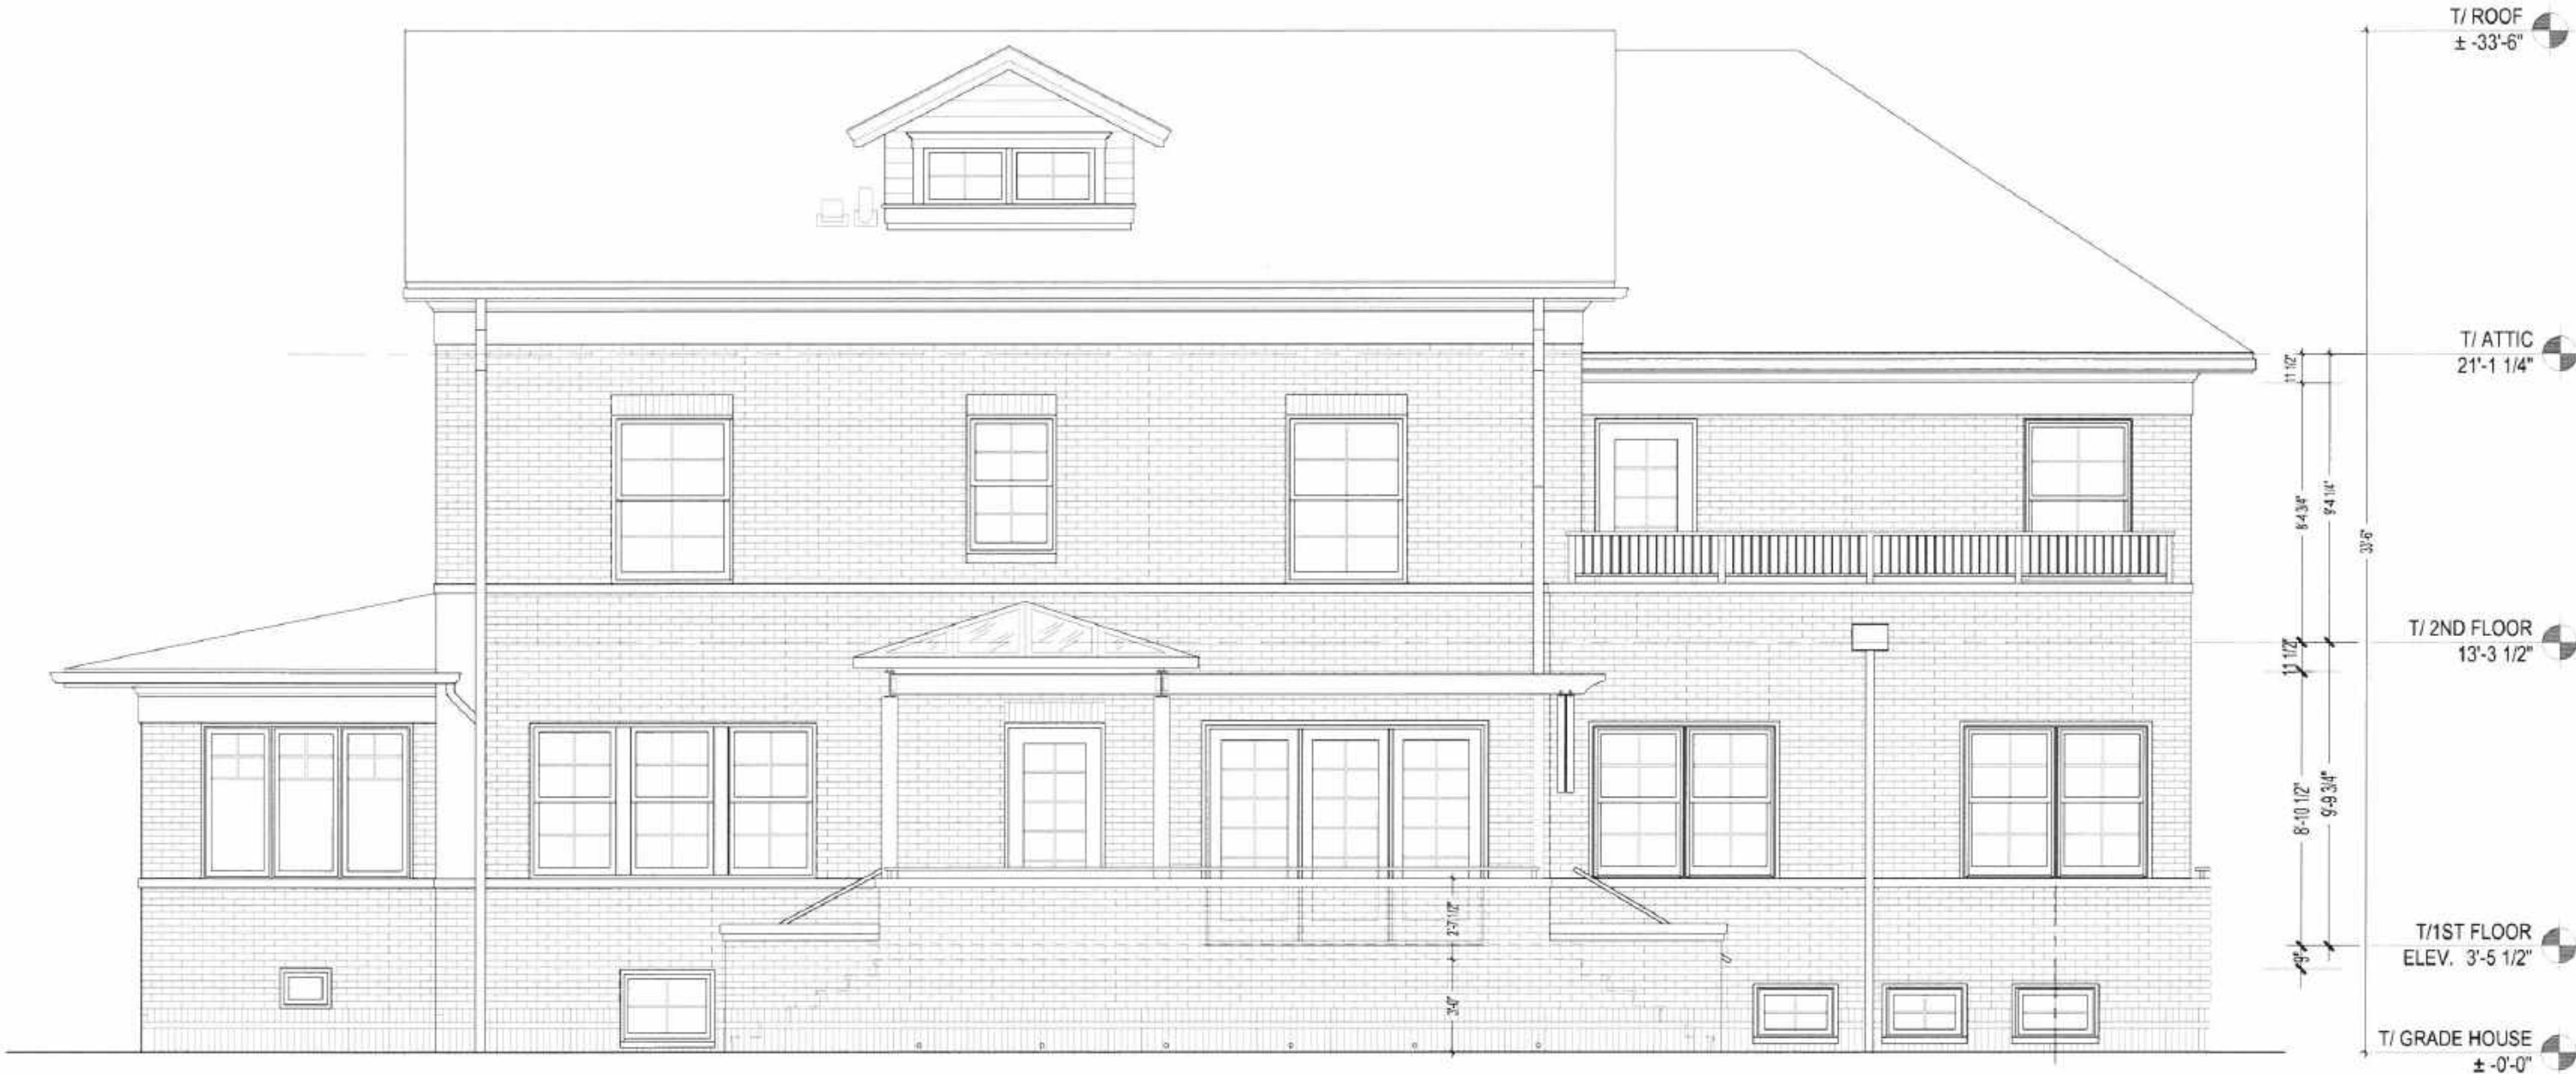 T/ ROOF
± -33'-6"
T/ ATTIC
21'-1 1/4"
11 1/2"
8'-4 3/4"
9'-4 1/4"
33'-6"
T/ 2ND FLOOR
13'-3 1/2"
11 1/2"
8'-10 1/2"
9'-9 3/4"
2'-7 1/2"
T/1ST FLOOR
ELEV. 3'-5 1/2"
9"
3'-0"
T/ GRADE HOUSE
± -0'-0"